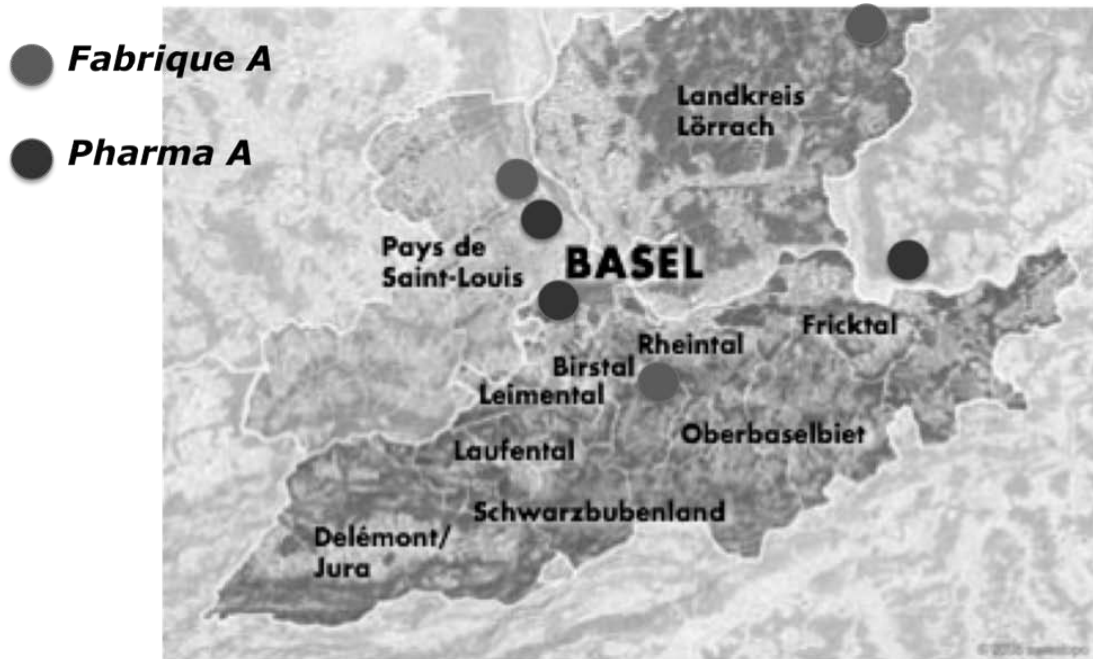 Fabrique A
Pharma A
Landkreis
Lörrach
Pays de
Saint-Louis
BASEL
Fricktal
Rheintal
Birstal
Leimental
Oberbaselbiet
Laufental
Schwarzbubenland
Delémont/
Jura